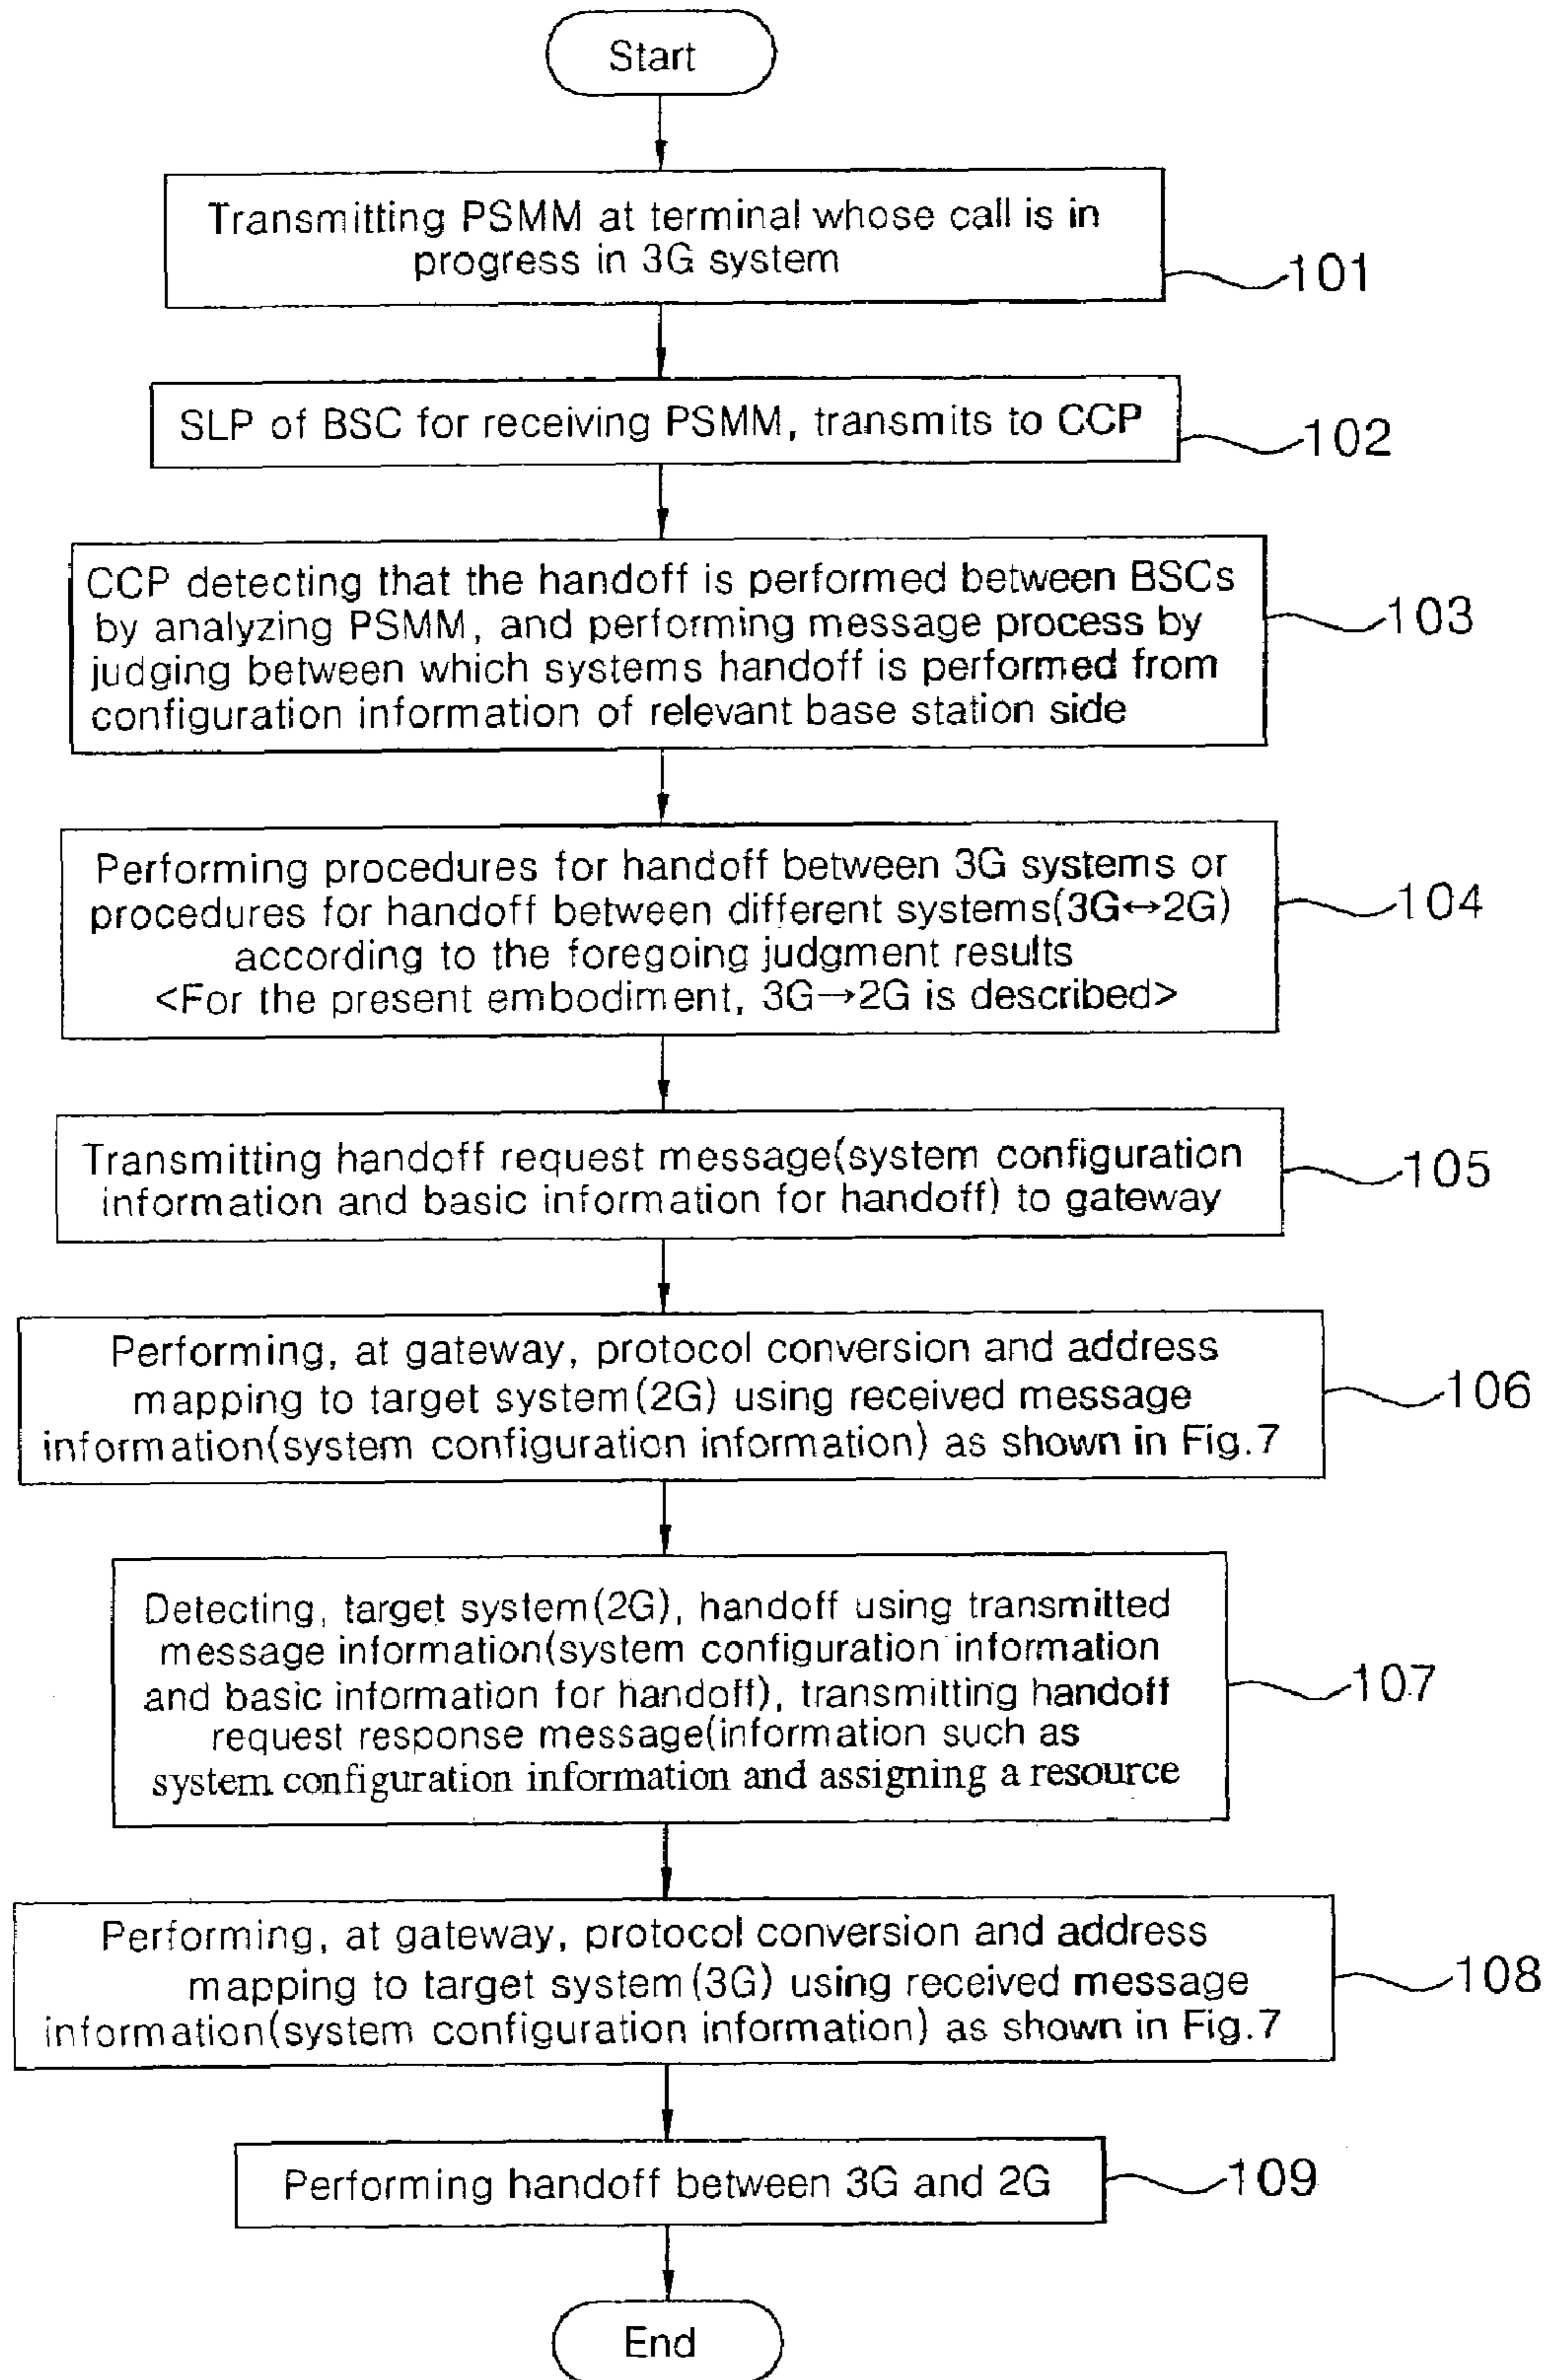 Start
Transmitting PSMM at terminal whose call is in
progress in 3G system
101
SLP of BSC for receiving PSMM, transmits to CCP
102
CCP detecting that the handoff is performed between BSCs
by analyzing PSMM, and performing message process by
judging between which systems handoff is performed from
configuration information of relevant base station side
103
Performing procedures for handoff between 3G systems or
procedures for handoff between different systems(3G↔2G)
according to the foregoing judgment results
<For the present embodiment, 3G→2G is described>
104
Transmitting handoff request message(system configuration
information and basic information for handoff) to gateway
105
Performing, at gateway, protocol conversion and address
mapping to target system(2G) using received message
information(system configuration information) as shown in Fig.7
106
Detecting, target system(2G), handoff using transmitted
message information(system configuration information
and basic information for handoff), transmitting handoff
request response message(information such as
system configuration information and assigning a resource
107
Performing, at gateway, protocol conversion and address
mapping to target system(3G) using received message
information(system configuration information) as shown in Fig.7
108
Performing handoff between 3G and 2G
109
End